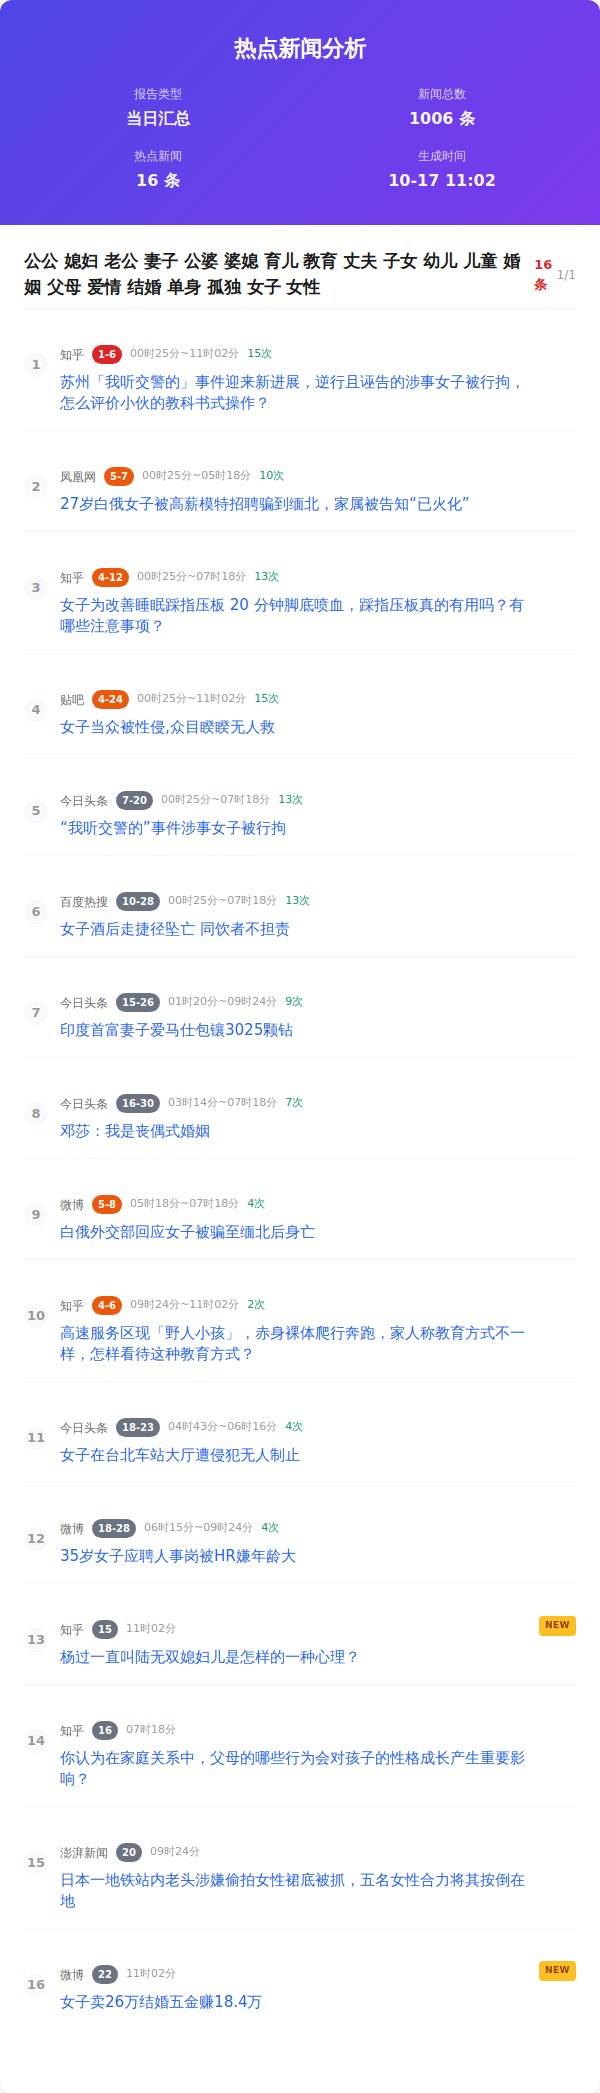 热点新闻分析
报告类型
当日汇总
新闻总数
1006 条
热点新闻
16 条
生成时间
10-17 11:02
公公 媳妇 老公 妻子 公婆 婆媳 育儿 教育 丈夫 子女 幼儿 儿童 婚
姻 父母 爱情 结婚 单身 孤独 女子 女性
16
条
1/1
1
知乎 1-6 00时25分~11时02分 15次
苏州「我听交警的」事件迎来新进展，逆行且诬告的涉事女子被行拘，
怎么评价小伙的教科书式操作？
2
凤凰网 5-7 00时25分~05时18分 10次
27岁白俄女子被高薪模特招聘骗到缅北，家属被告知“已火化”
3
知乎 4-12 00时25分~07时18分 13次
女子为改善睡眠踩指压板 20 分钟脚底喷血，踩指压板真的有用吗？有
哪些注意事项？
4
贴吧 4-24 00时25分~11时02分 15次
女子当众被性侵,众目睽睽无人救
5
今日头条 7-20 00时25分~07时18分 13次
“我听交警的”事件涉事女子被行拘
6
百度热搜 10-28 00时25分~07时18分 13次
女子酒后走捷径坠亡 同饮者不担责
7
今日头条 15-26 01时20分~09时24分 9次
印度首富妻子爱马仕包镶3025颗钻
8
今日头条 16-30 03时14分~07时18分 7次
邓莎：我是丧偶式婚姻
9
微博 5-8 05时18分~07时18分 4次
白俄外交部回应女子被骗至缅北后身亡
10
知乎 4-6 09时24分~11时02分 2次
高速服务区现「野人小孩」，赤身裸体爬行奔跑，家人称教育方式不一
样，怎样看待这种教育方式？
11
今日头条 18-23 04时43分~06时16分 4次
女子在台北车站大厅遭侵犯无人制止
12
微博 18-28 06时15分~09时24分 4次
35岁女子应聘人事岗被HR嫌年龄大
13
知乎 15 11时02分
NEW
杨过一直叫陆无双媳妇儿是怎样的一种心理？
14
知乎 16 07时18分
你认为在家庭关系中，父母的哪些行为会对孩子的性格成长产生重要影
响？
15
澎湃新闻 20 09时24分
日本一地铁站内老头涉嫌偷拍女性裙底被抓，五名女性合力将其按倒在
地
16
微博 22 11时02分
NEW
女子卖26万结婚五金赚18.4万